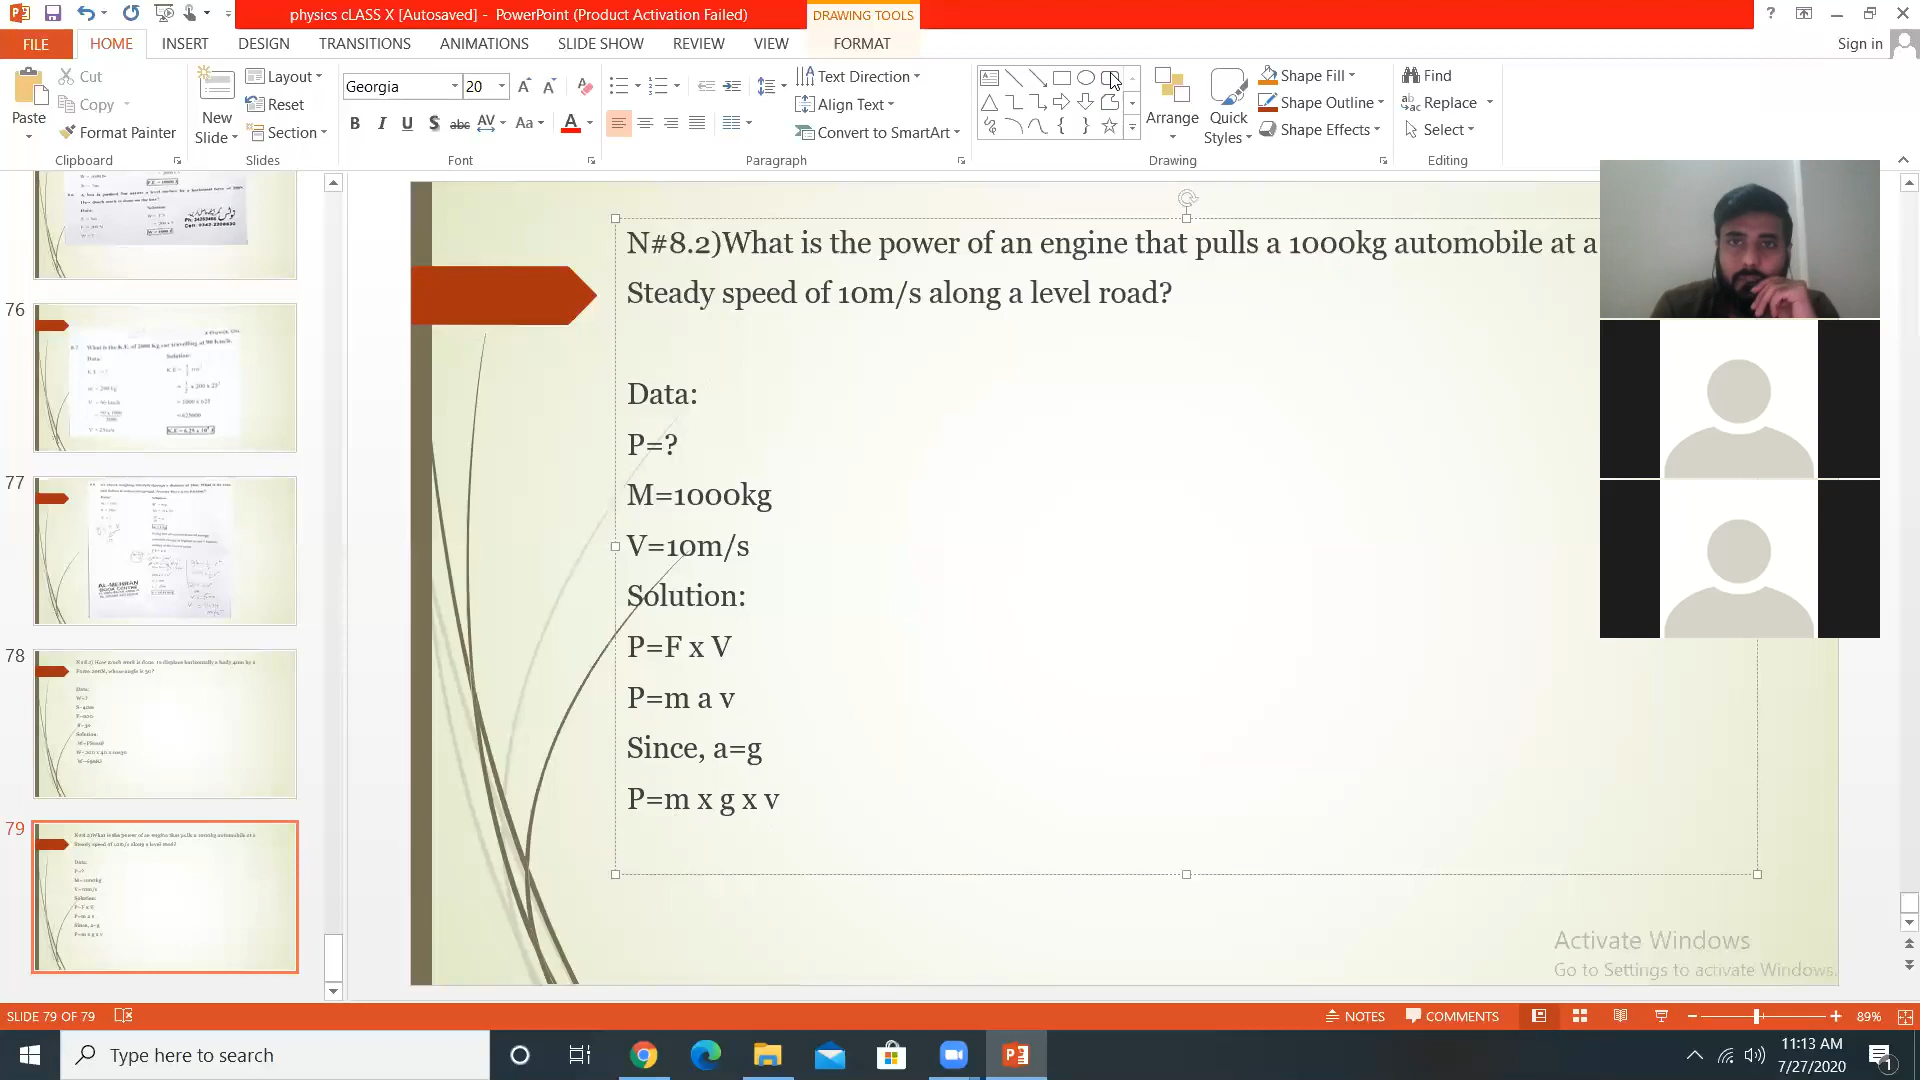 physics cLASS X [Autosaved] - PowerPoint (Product Activation Failed)
DRAWING TOOLS
FILE
HOME
INSERT
DESIGN
TRANSITIONS
ANIMATIONS
SLIDE SHOW
REVIEW
VIEW
FORMAT
Sign in
Paste
Cut
Copy
Format Painter
Clipboard
New Slide
Layout
Reset
Section
Slides
Georgia
20
Font
Text Direction
Align Text
Convert to SmartArt
Paragraph
Arrange
Quick Styles
Shape Fill
Shape Outline
Shape Effects
Drawing
Find
Replace
Select
Editing
76
77
78
79
N#8.2)What is the power of an engine that pulls a 1000kg automobile at a
Steady speed of 10m/s along a level road?
Data:
P=?
M=1000kg
V=10m/s
Solution:
P=F x V
P=m a v
Since, a=g
P=m x g x v
Activate Windows
Go to Settings to activate Windows.
SLIDE 79 OF 79
NOTES
COMMENTS
89%
Type here to search
11:13 AM
7/27/2020
1